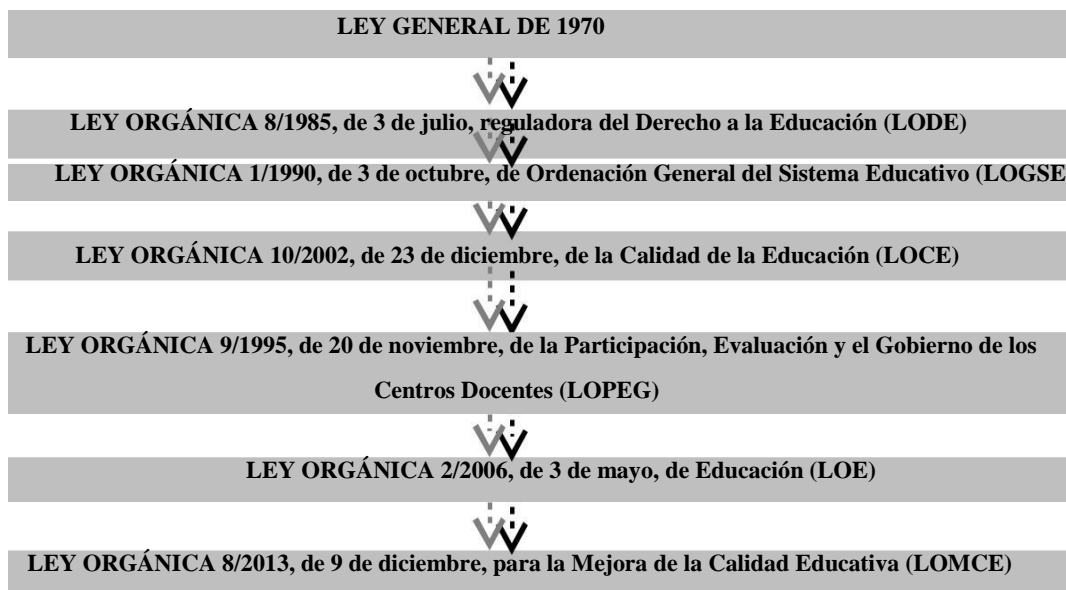 LEY GENERAL DE 1970
LEY ORGÁNICA 8/1985, de 3 de julio, reguladora del Derecho a la Educación (LODE)
LEY ORGÁNICA 1/1990, de 3 de octubre, de Ordenación General del Sistema Educativo (LOGSE
LEY ORGÁNICA 10/2002, de 23 de diciembre, de la Calidad de la Educación (LOCE)
LEY ORGÁNICA 9/1995, de 20 de noviembre, de la Participación, Evaluación y el Gobierno de los
Centros Docentes (LOPEG)
LEY ORGÁNICA 2/2006, de 3 de mayo, de Educación (LOE)
LEY ORGÁNICA 8/2013, de 9 de diciembre, para la Mejora de la Calidad Educativa (LOMCE)